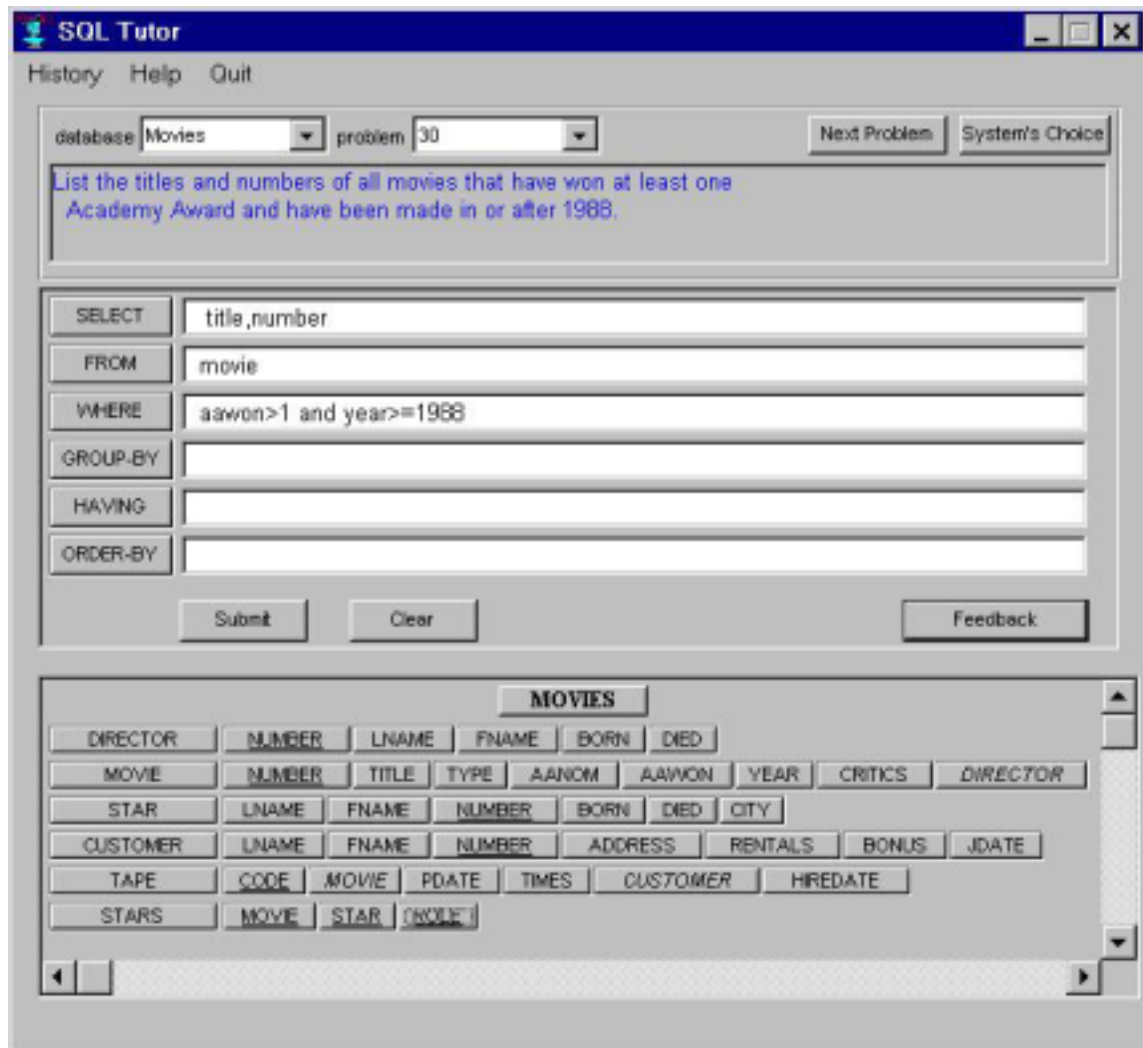 SQL Tutor
History Help Quit
database Movies problem 30 Next Problem System's Choice
List the titles and numbers of all movies that have won at least one
Academy Award and have been made in or after 1988.
SELECT title,number
FROM movie
WHERE aawon>1 and year>=1988
GROUP-BY
HAVING
ORDER-BY
Submit Clear Feedback
MOVIES
DIRECTOR NUMBER LNAME FNAME BORN DIED
MOVIE NUMBER TITLE TYPE AANOM AAWON YEAR CRITICS DIRECTOR
STAR LNAME FNAME NUMBER BORN DIED CITY
CUSTOMER LNAME FNAME NUMBER ADDRESS RENTALS BONUS JDATE
TAPE CODE MOVIE PDATE TIMES CUSTOMER HIREDATE
STARS MOVIE STAR ROLE